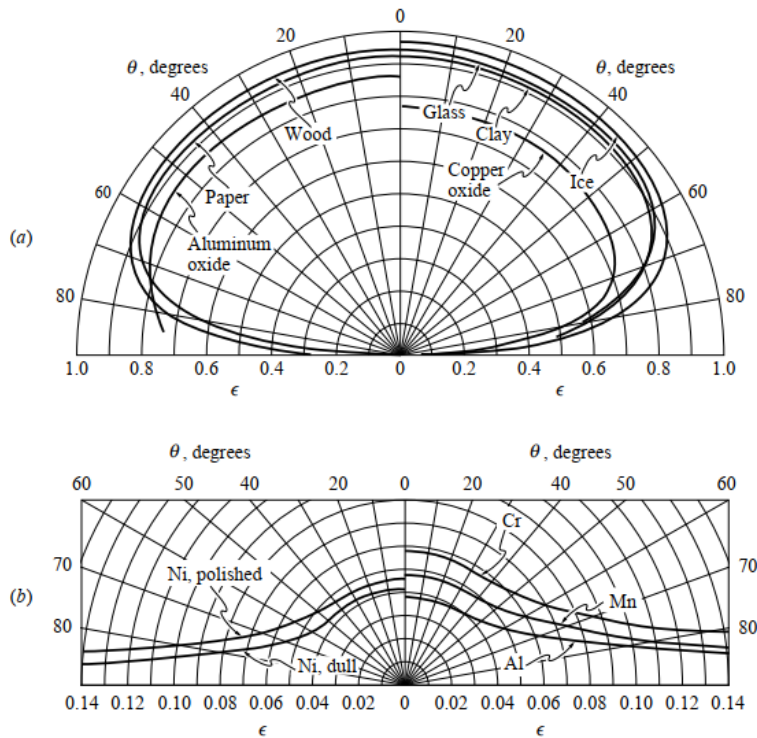 0
20
20
θ, degrees
θ, degrees
40
40
Glass
Clay
Wood
Copper
oxide
Ice
60
60
Paper
(a)
Aluminum
oxide
80
80
1.0 0.8 0.6 0.4 0.2 0 0.2 0.4 0.6 0.8 1.0
ϵ
ϵ
θ, degrees
θ, degrees
60 50 40 30 20 10 0 10 20 30 40 50 60
Cr
70
70
Ni, polished
(b)
Mn
80
80
Ni, dull
Al
0.14 0.12 0.10 0.08 0.06 0.04 0.02 0 0.02 0.04 0.06 0.08 0.10 0.12 0.14
ϵ
ϵ